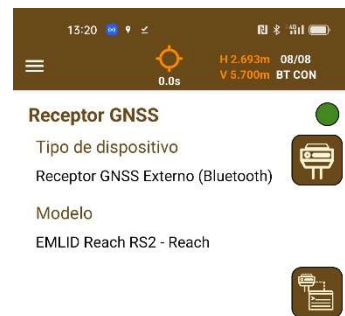 13:20
4G
H 2.693m 08/08
0.0s
V 5.700m BT CON
Receptor GNSS
Tipo de dispositivo
Receptor GNSS Externo (Bluetooth)
Modelo
EMLID Reach RS2 - Reach